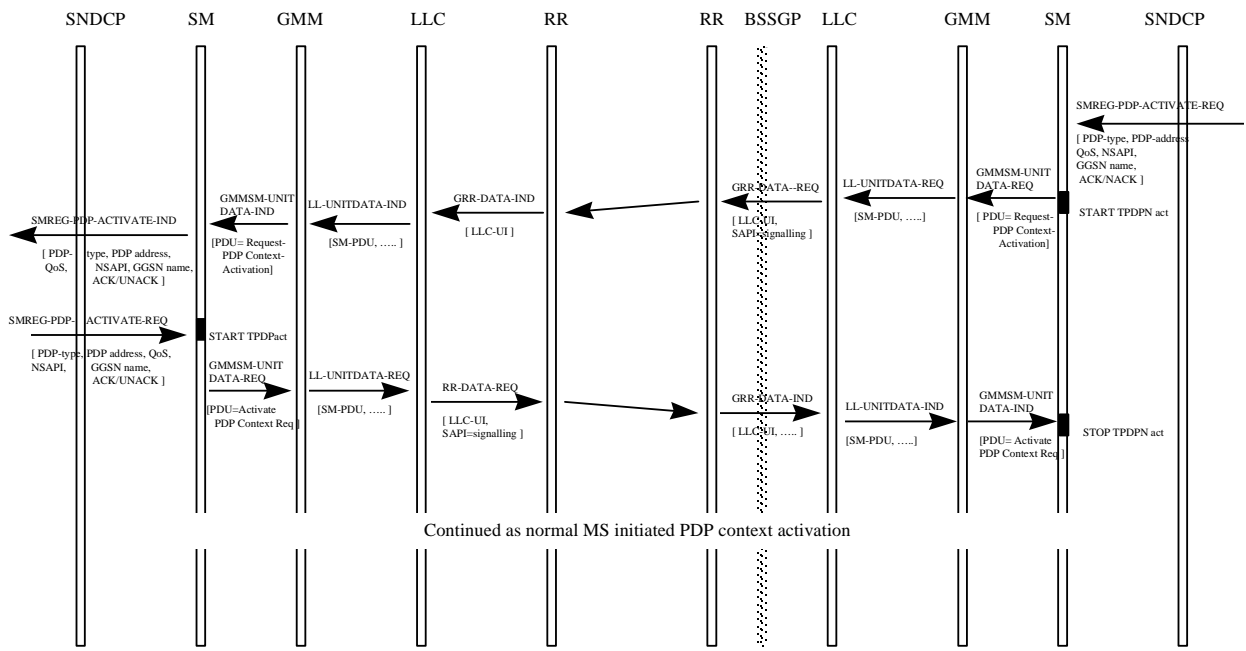 SNDCP SM GMM LLC RR RR BSSGP LLC GMM SM SNDCP
SMREG-PDP-ACTIVATE-REQ
[ PDP-type, PDP-address
QoS, NSAPI,
GGSN name,
ACK/NACK ]
GMMSM-UNIT
DATA-REQ
[ PDU= Request-
PDP Context-
Activation]
START TPDPN act
LL-UNITDATA-REQ
[SM-PDU, …..]
GRR-DATA--REQ
[ LLC-UI,
SAPI=signalling ]
GRR-DATA-IND
[ LLC-UI ]
LL-UNITDATA-IND
[SM-PDU, ….. ]
GMMSM-UNIT
DATA-IND
[PDU= Request-
PDP Context-
Activation]
SMREG-PDP-ACTIVATE-IND
[ PDP- type, PDP address,
QoS, NSAPI, GGSN name,
ACK/UNACK ]
SMREG-PDP- ACTIVATE-REQ
[ PDP-type, PDP address, QoS,
NSAPI, GGSN name,
ACK/UNACK ]
START TPDPact
GMMSM-UNIT
DATA-REQ
[PDU=Activate
PDP Context Req ]
LL-UNITDATA-REQ
[SM-PDU, ….. ]
RR-DATA-REQ
[ LLC-UI,
SAPI=signalling ]
GRR-DATA-IND
[ LLC-UI, ….. ]
LL-UNITDATA-IND
[SM-PDU, …..]
GMMSM-UNIT
DATA-IND
[PDU= Activate
PDP Context Req ]
STOP TPDPN act
Continued as normal MS initiated PDP context activation